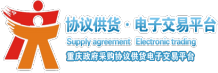 协议供货·电子交易平台
Supply agreement Electronic trading
重庆政府采购协议供货电子交易平台